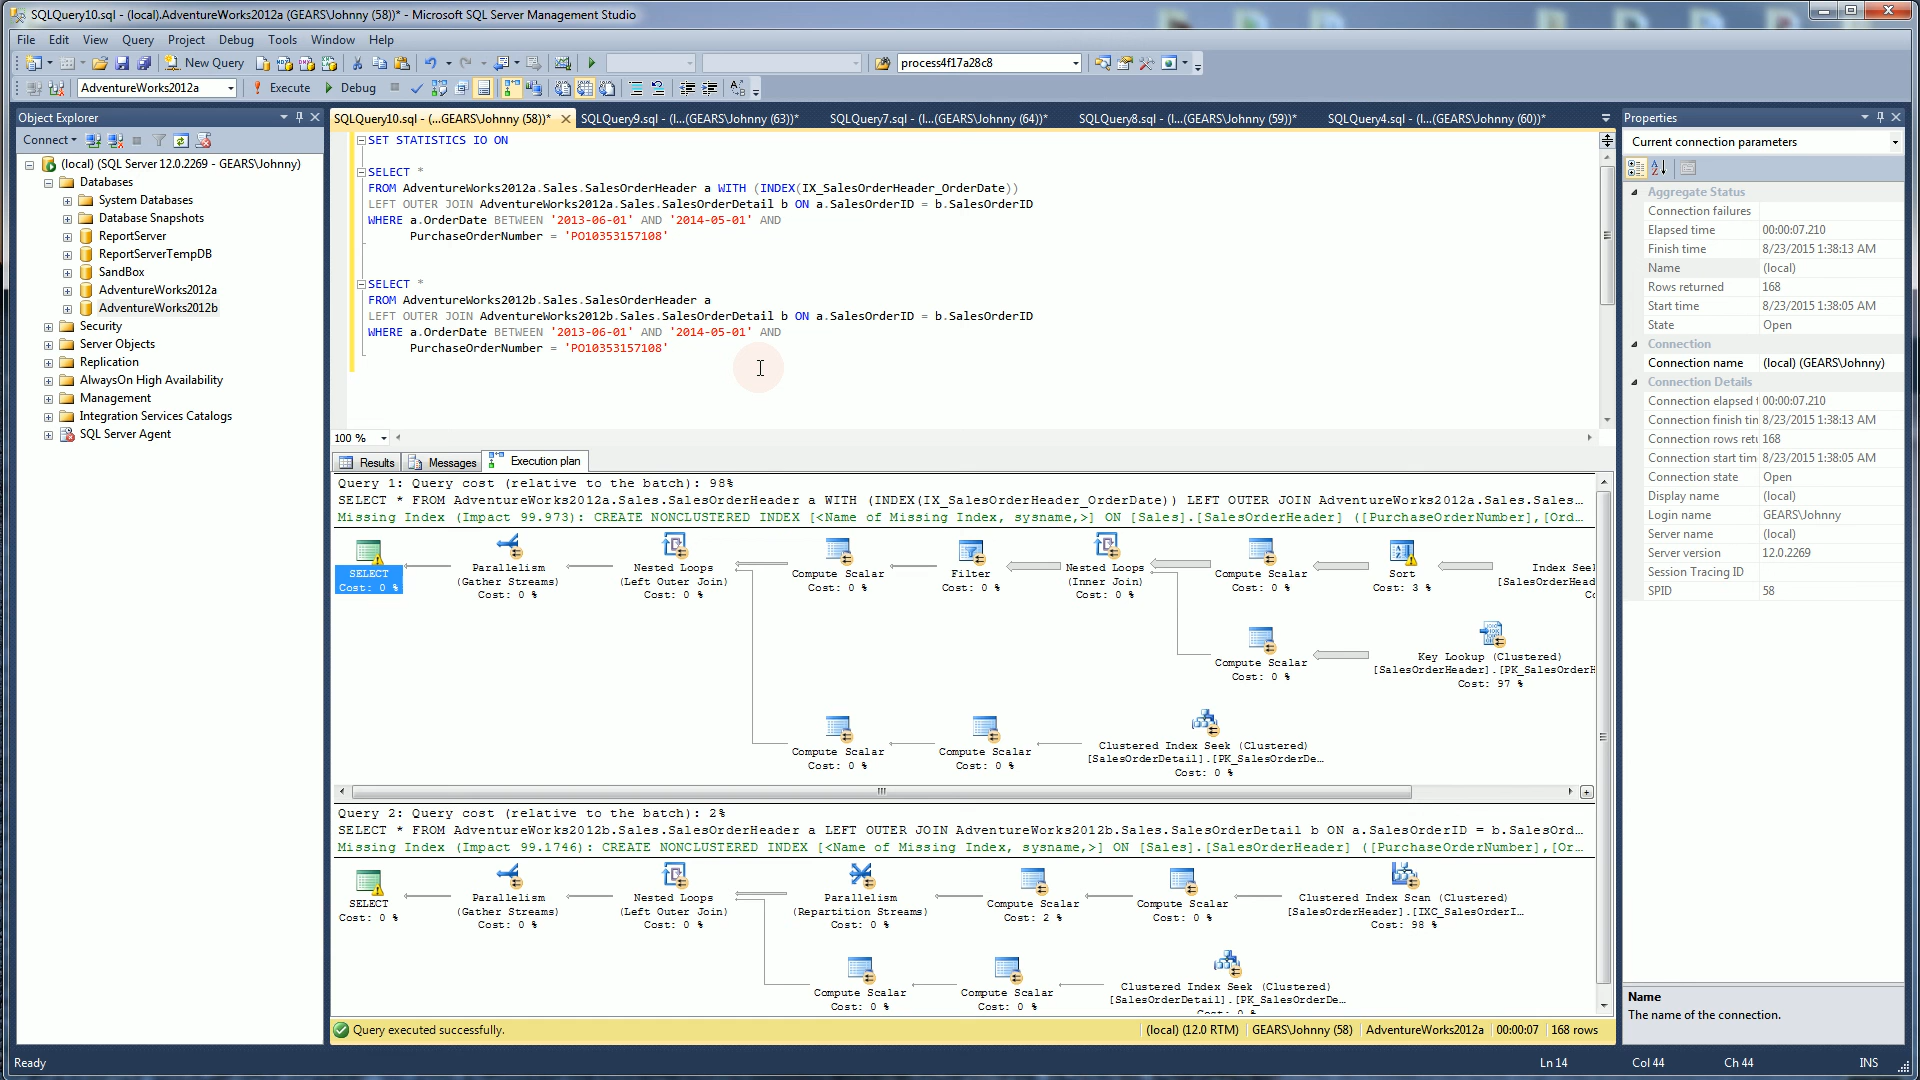 SQLQuery10.sql - (local).AdventureWorks2012a (GEARS\Johnny (58))* - Microsoft SQL Server Management Studio
File Edit View Query Project Debug Tools Window Help
New Query
process4f17a28c8
AdventureWorks2012a
Execute
Debug
Object Explorer
Connect
(local) (SQL Server 12.0.2269 - GEARS\Johnny)
Databases
System Databases
Database Snapshots
ReportServer
ReportServerTempDB
SandBox
AdventureWorks2012a
AdventureWorks2012b
Security
Server Objects
Replication
AlwaysOn High Availability
Management
Integration Services Catalogs
SQL Server Agent
SQLQuery10.sql - (...GEARS\Johnny (58))*
SQLQuery9.sql - (l...(GEARS\Johnny (63))*
SQLQuery7.sql - (l...(GEARS\Johnny (64))*
SQLQuery8.sql - (l...(GEARS\Johnny (59))*
SQLQuery4.sql - (l...(GEARS\Johnny (60))*
SET STATISTICS IO ON
SELECT *
FROM AdventureWorks2012a.Sales.SalesOrderHeader a WITH (INDEX(IX_SalesOrderHeader_OrderDate))
LEFT OUTER JOIN AdventureWorks2012a.Sales.SalesOrderDetail b ON a.SalesOrderID = b.SalesOrderID
WHERE a.OrderDate BETWEEN '2013-06-01' AND '2014-05-01' AND
PurchaseOrderNumber = 'PO10353157108'
SELECT *
FROM AdventureWorks2012b.Sales.SalesOrderHeader a
LEFT OUTER JOIN AdventureWorks2012b.Sales.SalesOrderDetail b ON a.SalesOrderID = b.SalesOrderID
WHERE a.OrderDate BETWEEN '2013-06-01' AND '2014-05-01' AND
PurchaseOrderNumber = 'PO10353157108'
100 %
Results
Messages
Execution plan
Query 1: Query cost (relative to the batch): 98%
SELECT * FROM AdventureWorks2012a.Sales.SalesOrderHeader a WITH (INDEX(IX_SalesOrderHeader_OrderDate)) LEFT OUTER JOIN AdventureWorks2012a.Sales.Sales...
Missing Index (Impact 99.973): CREATE NONCLUSTERED INDEX [<Name of Missing Index, sysname,>] ON [Sales].[SalesOrderHeader] ([PurchaseOrderNumber],[Ord...
SELECT
Cost: 0 %
Parallelism
(Gather Streams)
Cost: 0 %
Nested Loops
(Left Outer Join)
Cost: 0 %
Compute Scalar
Cost: 0 %
Filter
Cost: 0 %
Nested Loops
(Inner Join)
Cost: 0 %
Compute Scalar
Cost: 0 %
Sort
Cost: 3 %
Index See
[SalesOrderHead
Co
Compute Scalar
Cost: 0 %
Key Lookup (Clustered)
[SalesOrderHeader].[PK_SalesOrderH
Cost: 97 %
Compute Scalar
Cost: 0 %
Compute Scalar
Cost: 0 %
Clustered Index Seek (Clustered)
[SalesOrderDetail].[PK_SalesOrderDe...
Cost: 0 %
Query 2: Query cost (relative to the batch): 2%
SELECT * FROM AdventureWorks2012b.Sales.SalesOrderHeader a LEFT OUTER JOIN AdventureWorks2012b.Sales.SalesOrderDetail b ON a.SalesOrderID = b.SalesOrd...
Missing Index (Impact 99.1746): CREATE NONCLUSTERED INDEX [<Name of Missing Index, sysname,>] ON [Sales].[SalesOrderHeader] ([PurchaseOrderNumber],[Or...
SELECT
Cost: 0 %
Parallelism
(Gather Streams)
Cost: 0 %
Nested Loops
(Left Outer Join)
Cost: 0 %
Parallelism
(Repartition Streams)
Cost: 0 %
Compute Scalar
Cost: 2 %
Compute Scalar
Cost: 0 %
Clustered Index Scan (Clustered)
[SalesOrderHeader].[IXC_SalesOrderI...
Cost: 98 %
Compute Scalar
Cost: 0 %
Compute Scalar
Cost: 0 %
Clustered Index Seek (Clustered)
[SalesOrderDetail].[PK_SalesOrderDe...
Cost: 0 %
Query executed successfully.
(local) (12.0 RTM) GEARS\Johnny (58) AdventureWorks2012a 00:00:07 168 rows
Properties
Current connection parameters
Aggregate Status
Connection failures
Elapsed time 00:00:07.210
Finish time 8/23/2015 1:38:13 AM
Name (local)
Rows returned 168
Start time 8/23/2015 1:38:05 AM
State Open
Connection
Connection name (local) (GEARS\Johnny)
Connection Details
Connection elapsed t 00:00:07.210
Connection finish tin 8/23/2015 1:38:13 AM
Connection rows retu 168
Connection start tim 8/23/2015 1:38:05 AM
Connection state Open
Display name (local)
Login name GEARS\Johnny
Server name (local)
Server version 12.0.2269
Session Tracing ID
SPID 58
Name
The name of the connection.
Ready
Ln 14 Col 44 Ch 44 INS